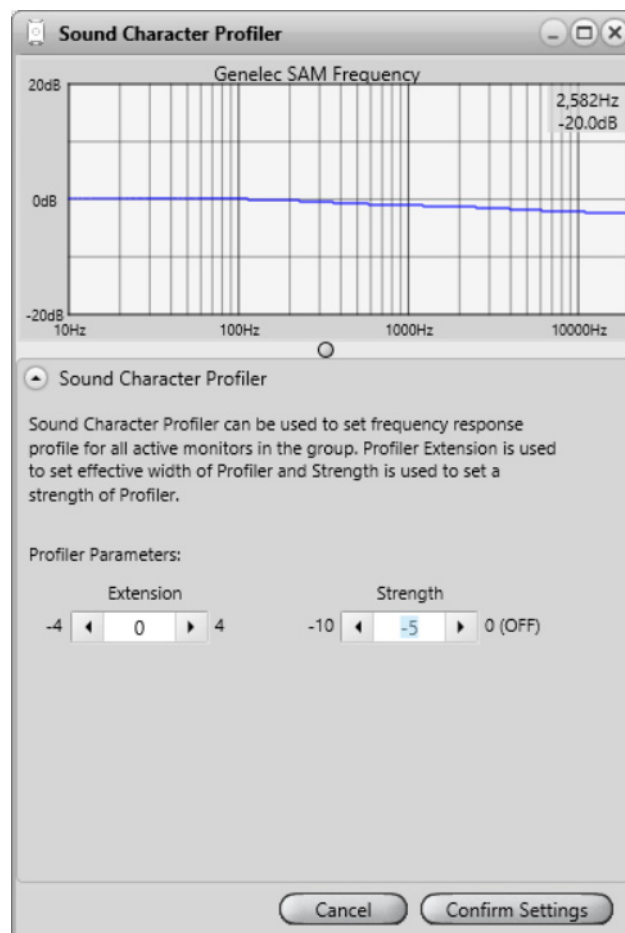 Sound Character Profiler
Genelec SAM Frequency
20dB
2,582Hz
-20.0dB
0dB
-20dB
10Hz 100Hz 1000Hz 10000Hz
Sound Character Profiler
Sound Character Profiler can be used to set frequency response
profile for all active monitors in the group. Profiler Extension is used
to set effective width of Profiler and Strength is used to set a
strength of Profiler.
Profiler Parameters:
Extension Strength
-4 0 4 -10 -5 0 (OFF)
Cancel Confirm Settings